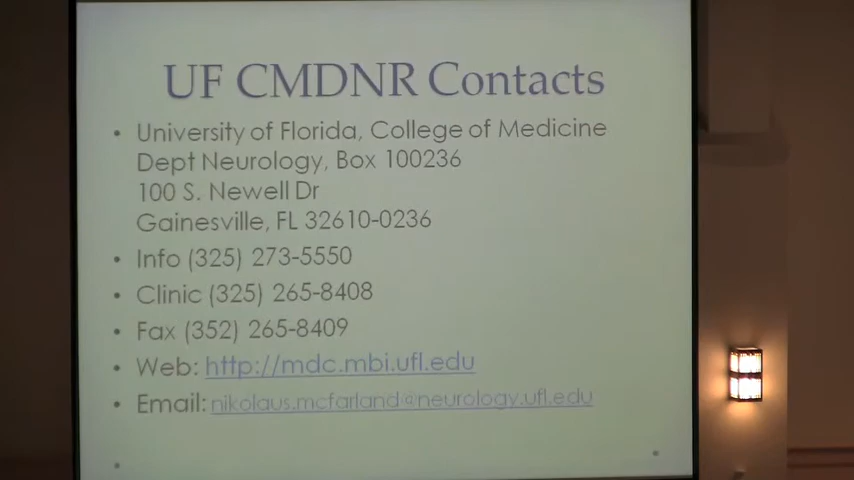 UF CMDNR Contacts
• University of Florida, College of Medicine
Dept Neurology, Box 100236
100 S. Newell Dr
Gainesville, FL 32610-0236
• Info (325) 273-5550
• Clinic (325) 265-8408
• Fax (352) 265-8409
• Web: http://mdc.mbi.ufl.edu
• Email: nikolaus.mcfarland@neurology.ufl.edu